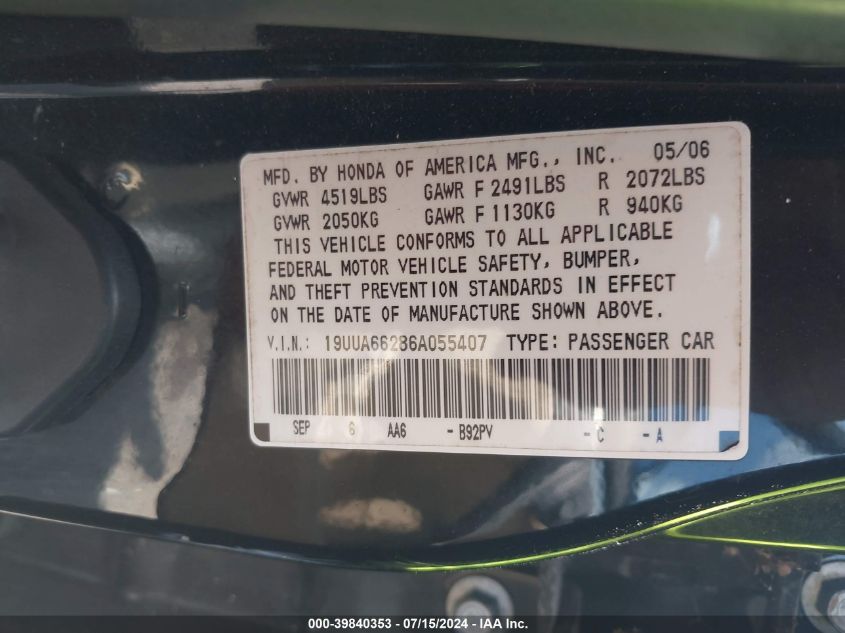 MFD. BY HONDA OF AMERICA MFG., INC. 05/06
GVWR 4519LBS GAWR F 2491LBS R 2072LBS
GVWR 2050KG GAWR F 1130KG R 940KG
THIS VEHICLE CONFORMS TO ALL APPLICABLE
FEDERAL MOTOR VEHICLE SAFETY, BUMPER,
AND THEFT PREVENTION STANDARDS IN EFFECT
ON THE DATE OF MANUFACTURE SHOWN ABOVE.
V.I.N.: 19UUA66286A055407 TYPE: PASSENGER CAR
SEP 6 AA6 - B92PV - C - A
000-39840353 / 07/15/2024 - IAA Inc.